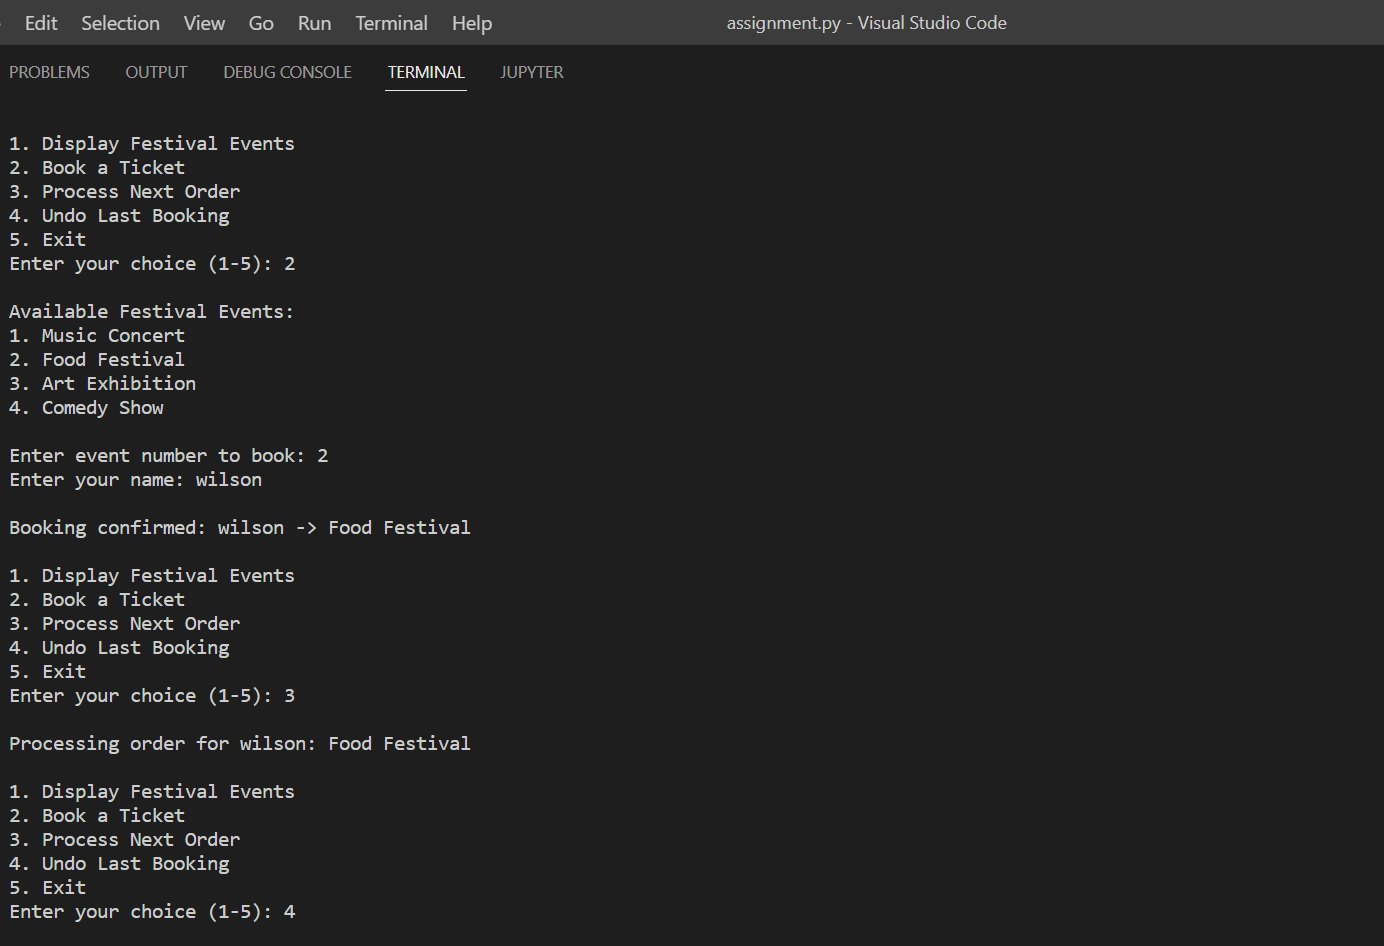 Edit Selection View Go Run Terminal Help assignment.py - Visual Studio Code
PROBLEMS OUTPUT DEBUG CONSOLE TERMINAL JUPYTER
1. Display Festival Events
2. Book a Ticket
3. Process Next Order
4. Undo Last Booking
5. Exit
Enter your choice (1-5): 2
Available Festival Events:
1. Music Concert
2. Food Festival
3. Art Exhibition
4. Comedy Show
Enter event number to book: 2
Enter your name: wilson
Booking confirmed: wilson -> Food Festival
1. Display Festival Events
2. Book a Ticket
3. Process Next Order
4. Undo Last Booking
5. Exit
Enter your choice (1-5): 3
Processing order for wilson: Food Festival
1. Display Festival Events
2. Book a Ticket
3. Process Next Order
4. Undo Last Booking
5. Exit
Enter your choice (1-5): 4